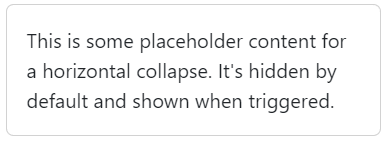 This is some placeholder content for
a horizontal collapse. It's hidden by
default and shown when triggered.